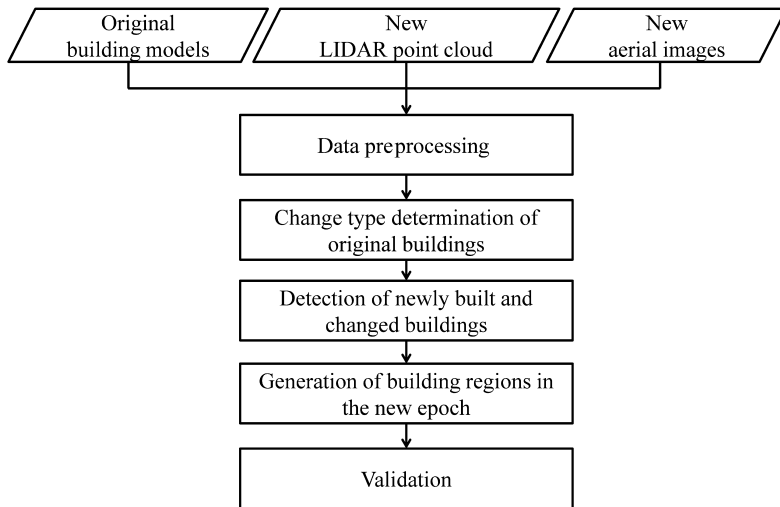 Original
building models
New
LIDAR point cloud
New
aerial images
Data preprocessing
Change type determination of
original buildings
Detection of newly built and
changed buildings
Generation of building regions in
the new epoch
Validation